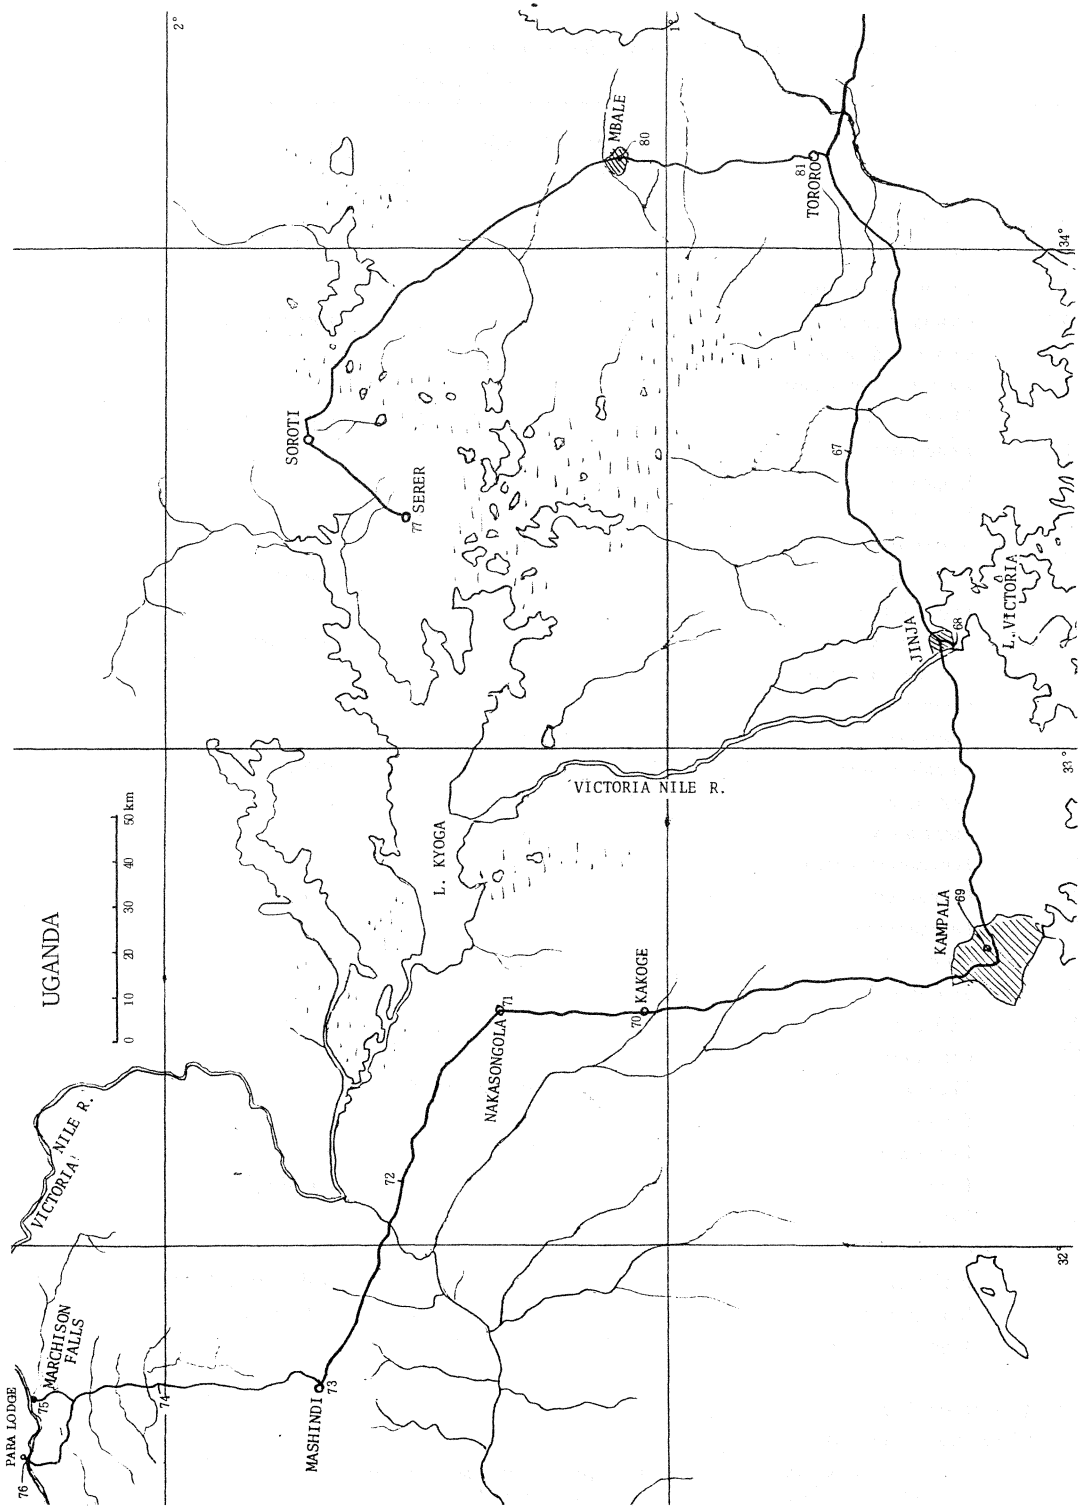 UGANDA
0 10 20 30 40 50 km
2°
1°
34°
33°
32°
PARA LODGE
76
75
MARCHISON
FALLS
VICTORIA NILE R.
74
MASHINDI
73
72
NAKASONGOLA
71
70
KAKOGE
KAMPALA
69
L. KYOGA
VICTORIA NILE R.
JINJA
68
L. VICTORIA
67
SOROTI
77 SERER
MBALE
80
81
TORORO